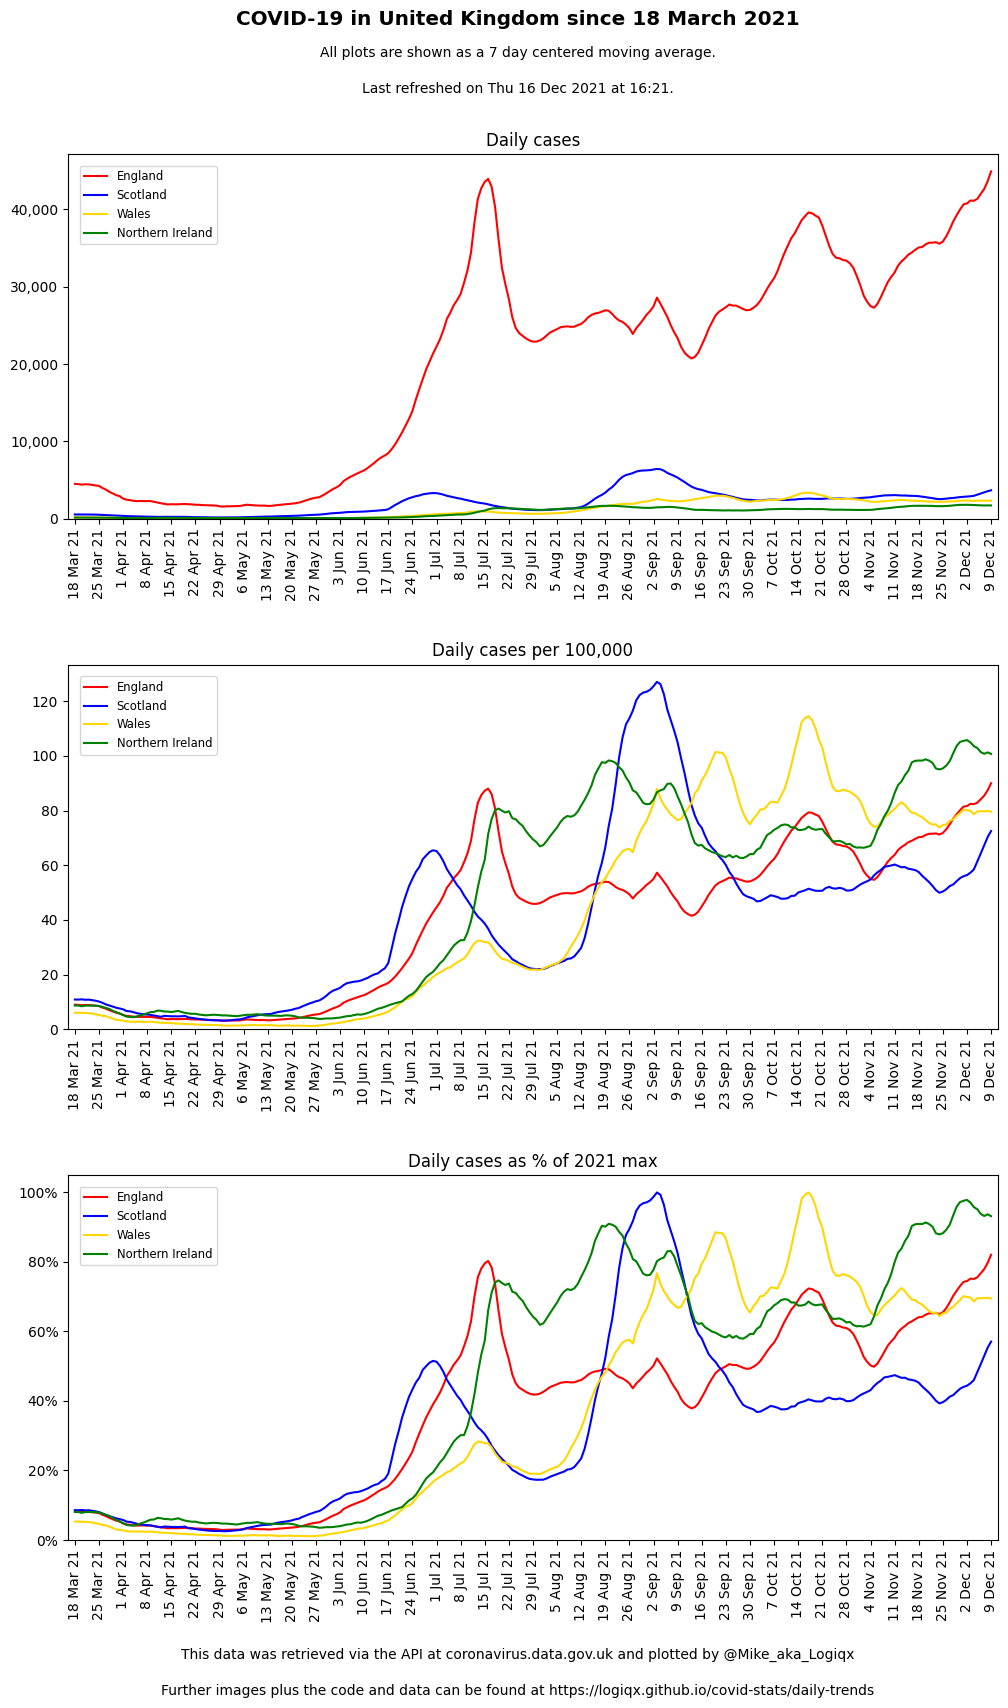 COVID-19 in United Kingdom since 18 March 2021
All plots are shown as a 7 day centered moving average.
Last refreshed on Thu 16 Dec 2021 at 16:21.
Daily cases
England
Scotland
Wales
Northern Ireland
40,000
30,000
20,000
10,000
0
18 Mar 21 25 Mar 21 1 Apr 21 8 Apr 21 15 Apr 21 22 Apr 21 29 Apr 21 6 May 21 13 May 21 20 May 21 27 May 21 3 Jun 21 10 Jun 21 17 Jun 21 24 Jun 21 1 Jul 21 8 Jul 21 15 Jul 21 22 Jul 21 29 Jul 21 5 Aug 21 12 Aug 21 19 Aug 21 26 Aug 21 2 Sep 21 9 Sep 21 16 Sep 21 23 Sep 21 30 Sep 21 7 Oct 21 14 Oct 21 21 Oct 21 28 Oct 21 4 Nov 21 11 Nov 21 18 Nov 21 25 Nov 21 2 Dec 21 9 Dec 21
Daily cases per 100,000
England
Scotland
Wales
Northern Ireland
120
100
80
60
40
20
0
18 Mar 21 25 Mar 21 1 Apr 21 8 Apr 21 15 Apr 21 22 Apr 21 29 Apr 21 6 May 21 13 May 21 20 May 21 27 May 21 3 Jun 21 10 Jun 21 17 Jun 21 24 Jun 21 1 Jul 21 8 Jul 21 15 Jul 21 22 Jul 21 29 Jul 21 5 Aug 21 12 Aug 21 19 Aug 21 26 Aug 21 2 Sep 21 9 Sep 21 16 Sep 21 23 Sep 21 30 Sep 21 7 Oct 21 14 Oct 21 21 Oct 21 28 Oct 21 4 Nov 21 11 Nov 21 18 Nov 21 25 Nov 21 2 Dec 21 9 Dec 21
Daily cases as % of 2021 max
England
Scotland
Wales
Northern Ireland
100%
80%
60%
40%
20%
0%
18 Mar 21 25 Mar 21 1 Apr 21 8 Apr 21 15 Apr 21 22 Apr 21 29 Apr 21 6 May 21 13 May 21 20 May 21 27 May 21 3 Jun 21 10 Jun 21 17 Jun 21 24 Jun 21 1 Jul 21 8 Jul 21 15 Jul 21 22 Jul 21 29 Jul 21 5 Aug 21 12 Aug 21 19 Aug 21 26 Aug 21 2 Sep 21 9 Sep 21 16 Sep 21 23 Sep 21 30 Sep 21 7 Oct 21 14 Oct 21 21 Oct 21 28 Oct 21 4 Nov 21 11 Nov 21 18 Nov 21 25 Nov 21 2 Dec 21 9 Dec 21
This data was retrieved via the API at coronavirus.data.gov.uk and plotted by @Mike_aka_Logiqx
Further images plus the code and data can be found at https://logiqx.github.io/covid-stats/daily-trends